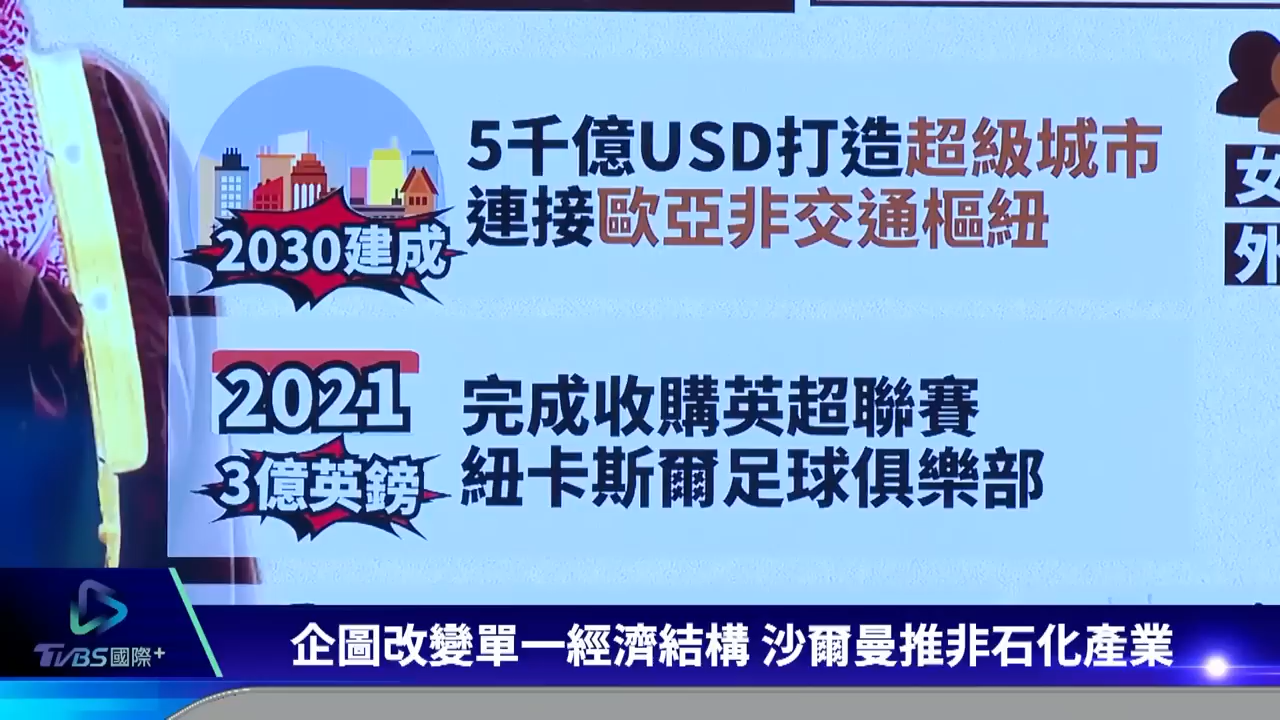 5千億USD打造超級城市
連接歐亞非交通樞紐
2030建成
女
外
2021
3億英鎊
完成收購英超聯賽
紐卡斯爾足球俱樂部
企圖改變單一經濟結構 沙爾曼推非石化產業
TVBS國際+